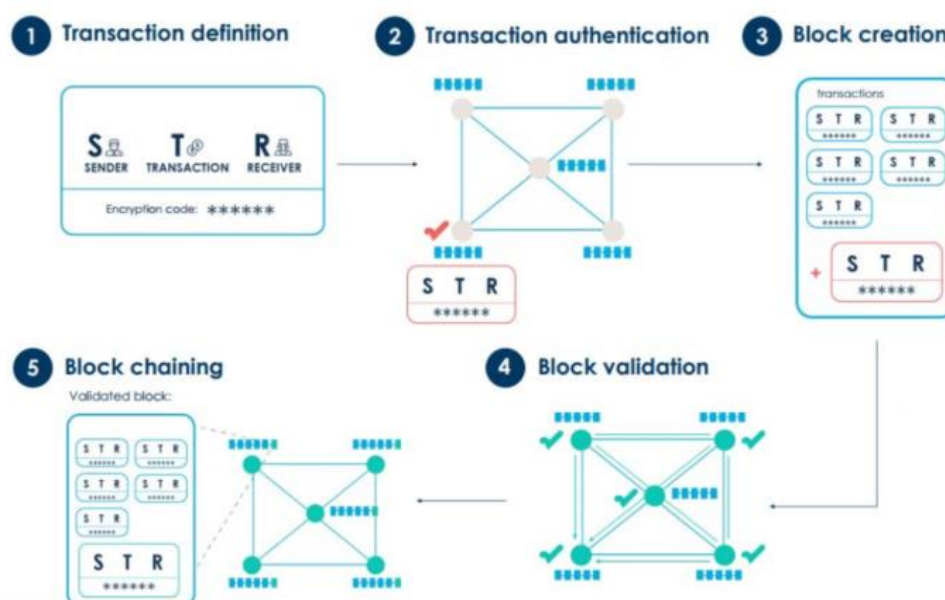 1 Transaction definition
S T R
SENDER TRANSACTION RECEIVER
Encryption code: ******
2 Transaction authentication
S T R
******
3 Block creation
transactions
S T R S T R
****** ******
S T R S T R
****** ******
S T R
******
+ S T R
******
4 Block validation
5 Block chaining
Validated block:
S T R S T R
****** ******
S T R S T R
****** ******
S T R
******
S T R
******